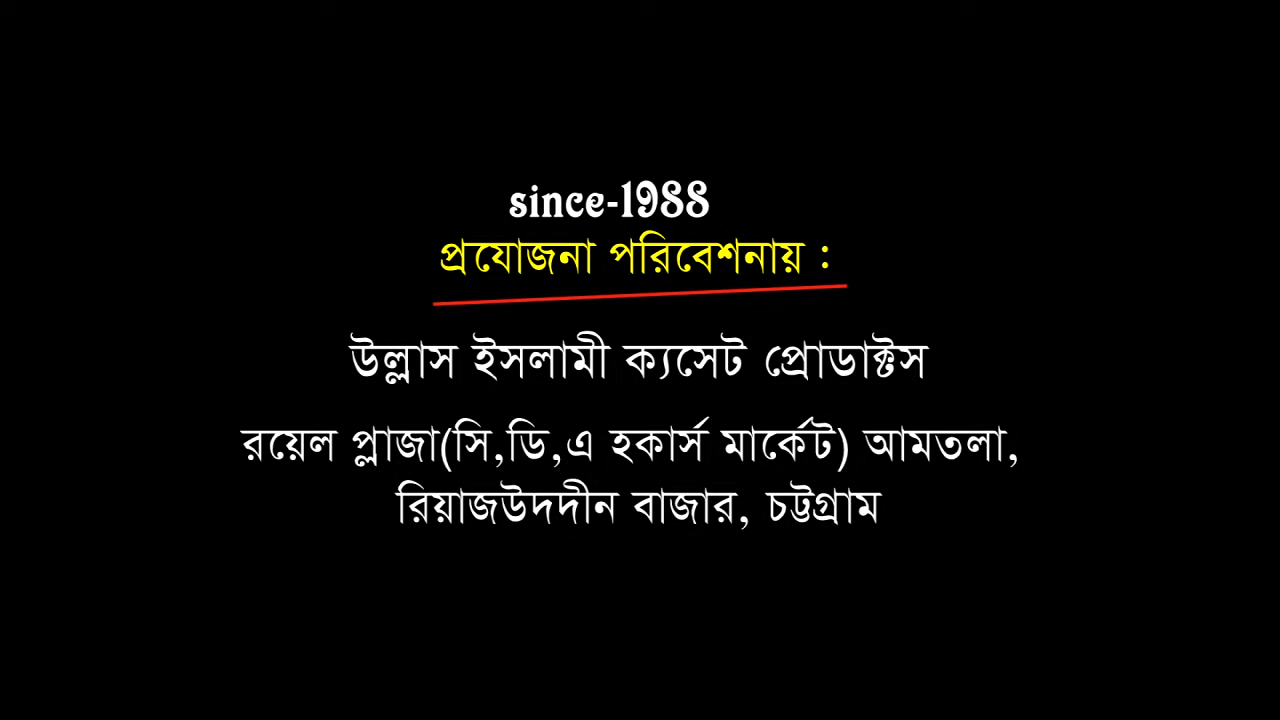 since-1988
প্রযোজনা পরিবেশনায় :
উল্লাস ইসলামী ক্যসেট প্রোডাক্টস
রয়েল প্লাজা(সি,ডি,এ হকার্স মার্কেট) আমতলা,
রিয়াজউদদীন বাজার, চট্টগ্রাম